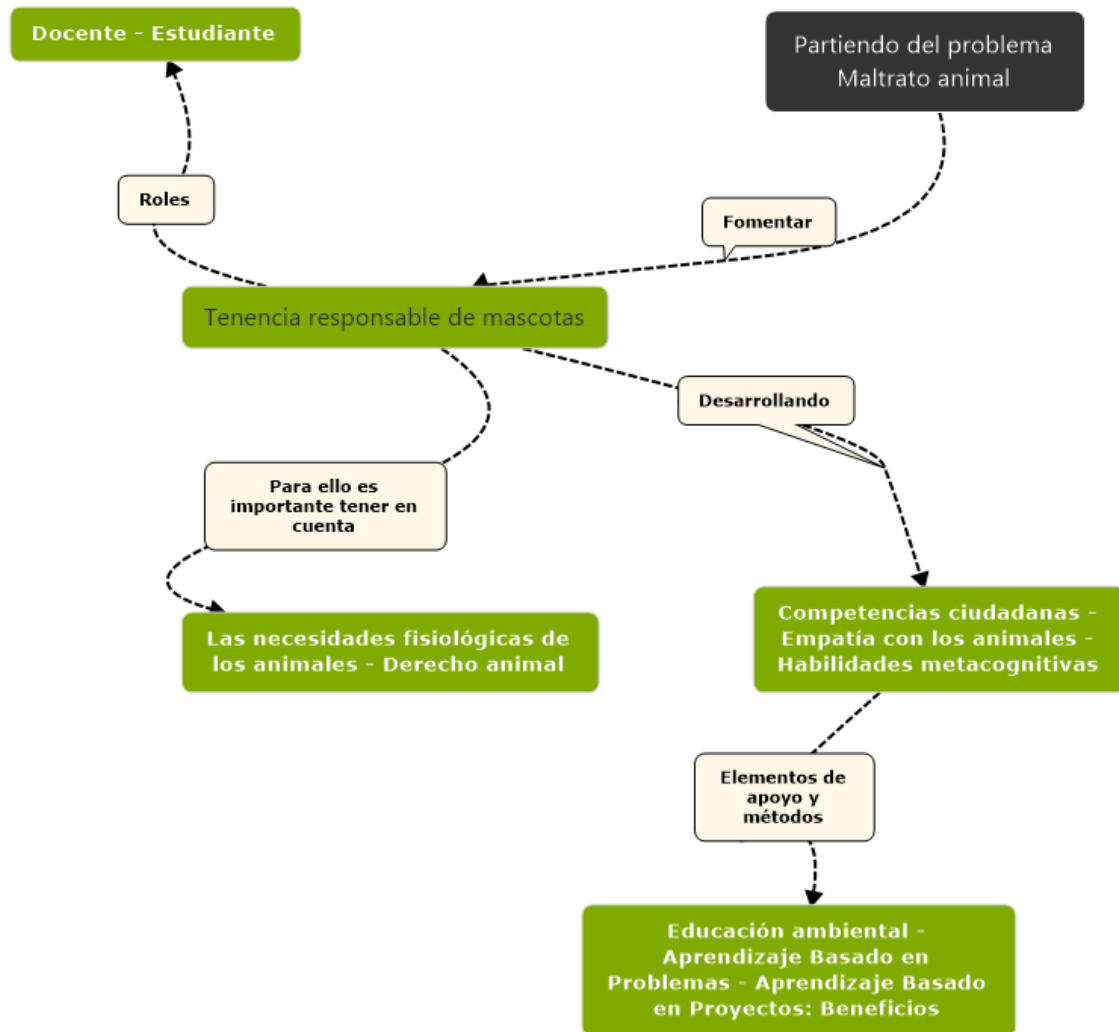 Docente - Estudiante
Partiendo del problema
Maltrato animal
Roles
Fomentar
Tenencia responsable de mascotas
Desarrollando
Para ello es
importante tener en
cuenta
Las necesidades fisiológicas de
los animales - Derecho animal
Competencias ciudadanas -
Empatía con los animales -
Habilidades metacognitivas
Elementos de
apoyo y
métodos
Educación ambiental -
Aprendizaje Basado en
Problemas - Aprendizaje Basado
en Proyectos: Beneficios